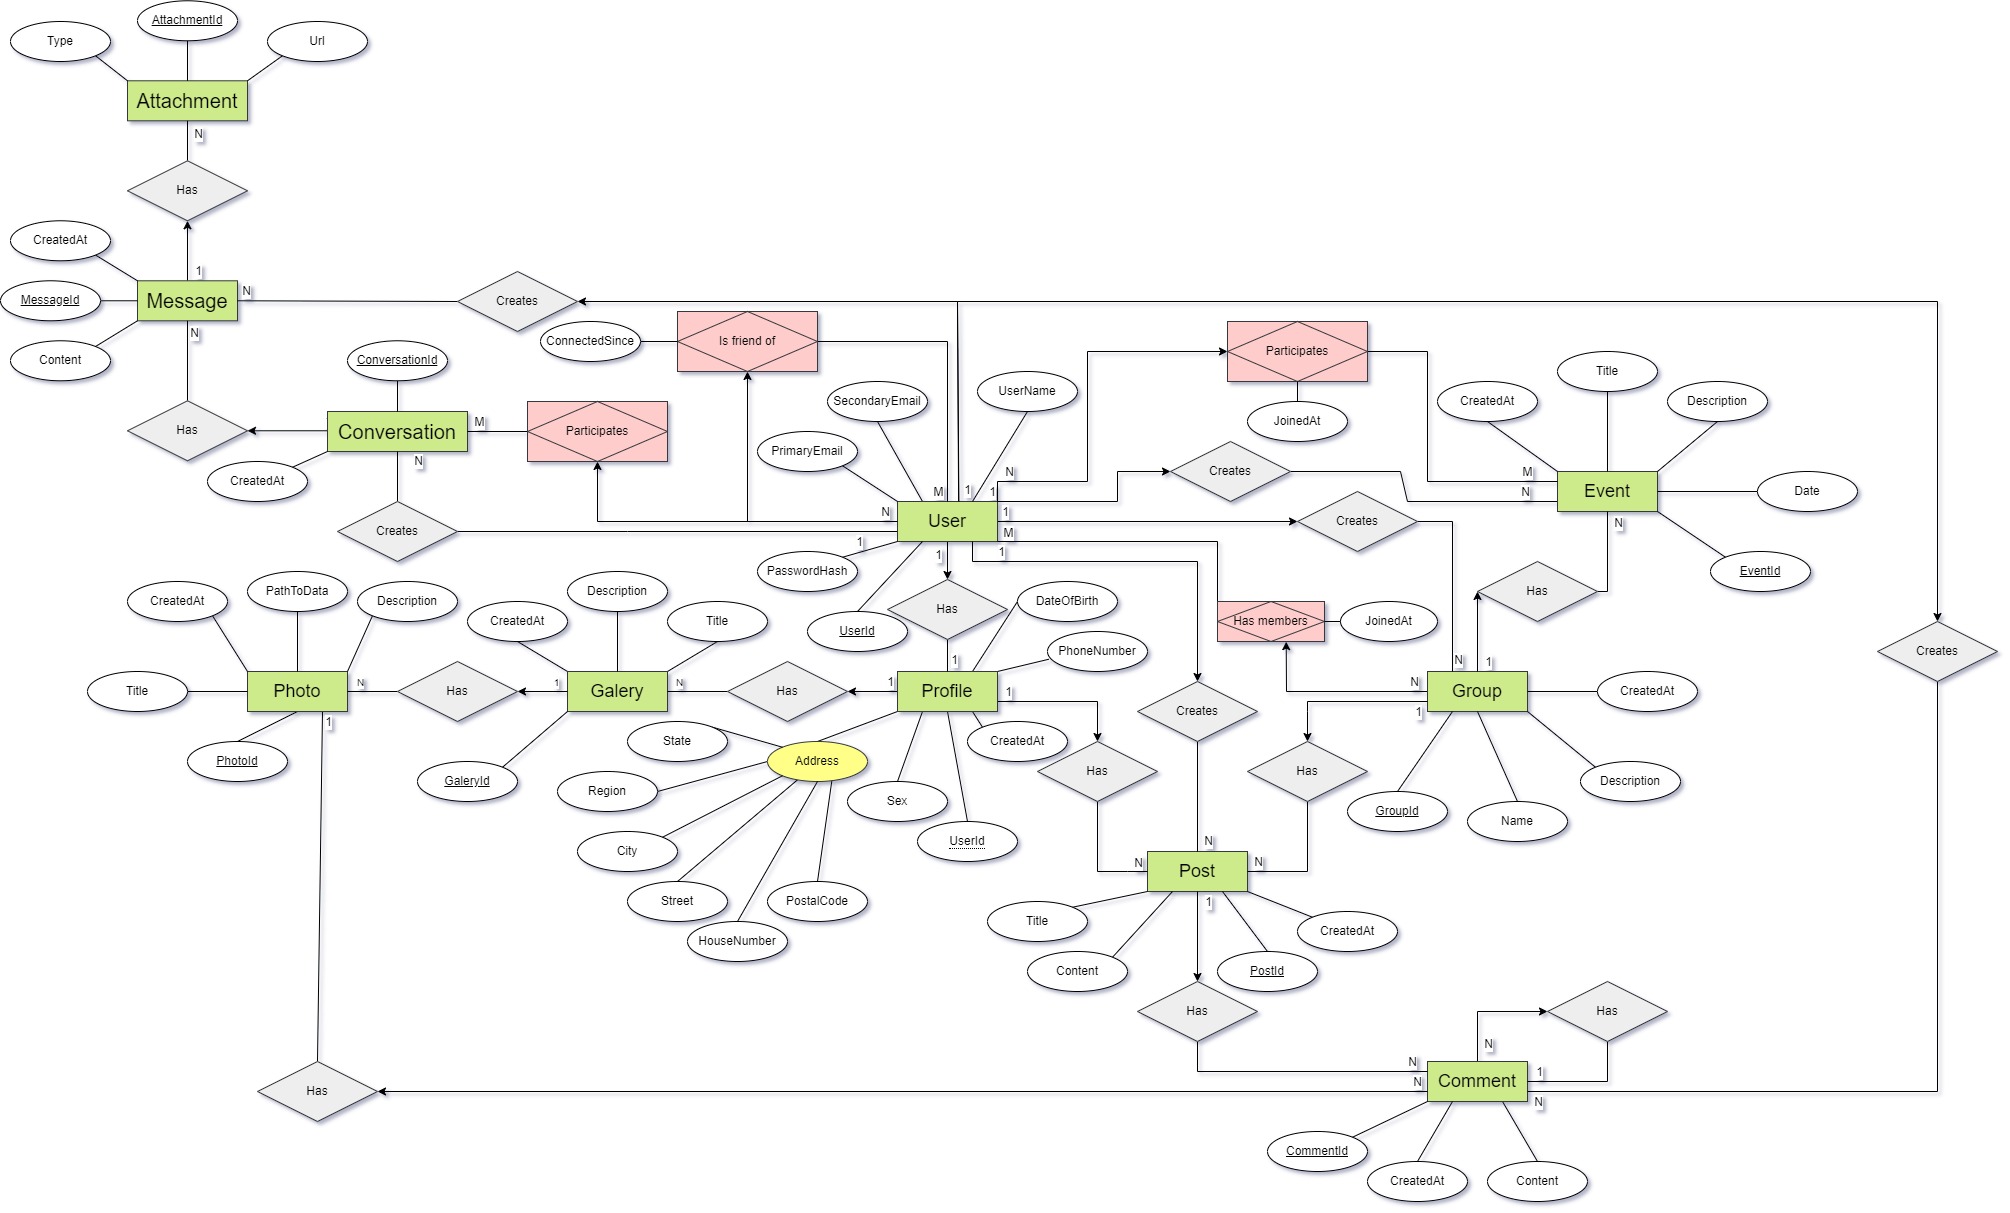 AttachmentId
Type
Url
Attachment
N
Has
CreatedAt
1
MessageId
Message
N
Creates
N
Content
ConnectedSince
Is friend of
Participates
ConversationId
JoinedAt
Title
CreatedAt
Description
Has
Conversation
M
Participates
SecondaryEmail
UserName
PrimaryEmail
CreatedAt
N
Creates
N
M
Event
Date
M
1
1
N
N
Creates
User
1
Creates
N
1
M
1
1
PasswordHash
EventId
CreatedAt
PathToData
Description
CreatedAt
Description
Title
UserId
Has
DateOfBirth
Has members
JoinedAt
Has
PhoneNumber
1
N
1
Creates
Title
Photo
N
Has
1
Galery
N
Has
1
Profile
1
Creates
N
Group
CreatedAt
1
1
PhotoId
GaleryId
State
Address
CreatedAt
Has
Has
Description
Region
Sex
GroupId
Name
City
UserId
N
N
Post
N
Street
PostalCode
1
HouseNumber
Title
CreatedAt
Content
PostId
Has
Has
N
N
1
Has
N
Comment
N
CommentId
CreatedAt
Content